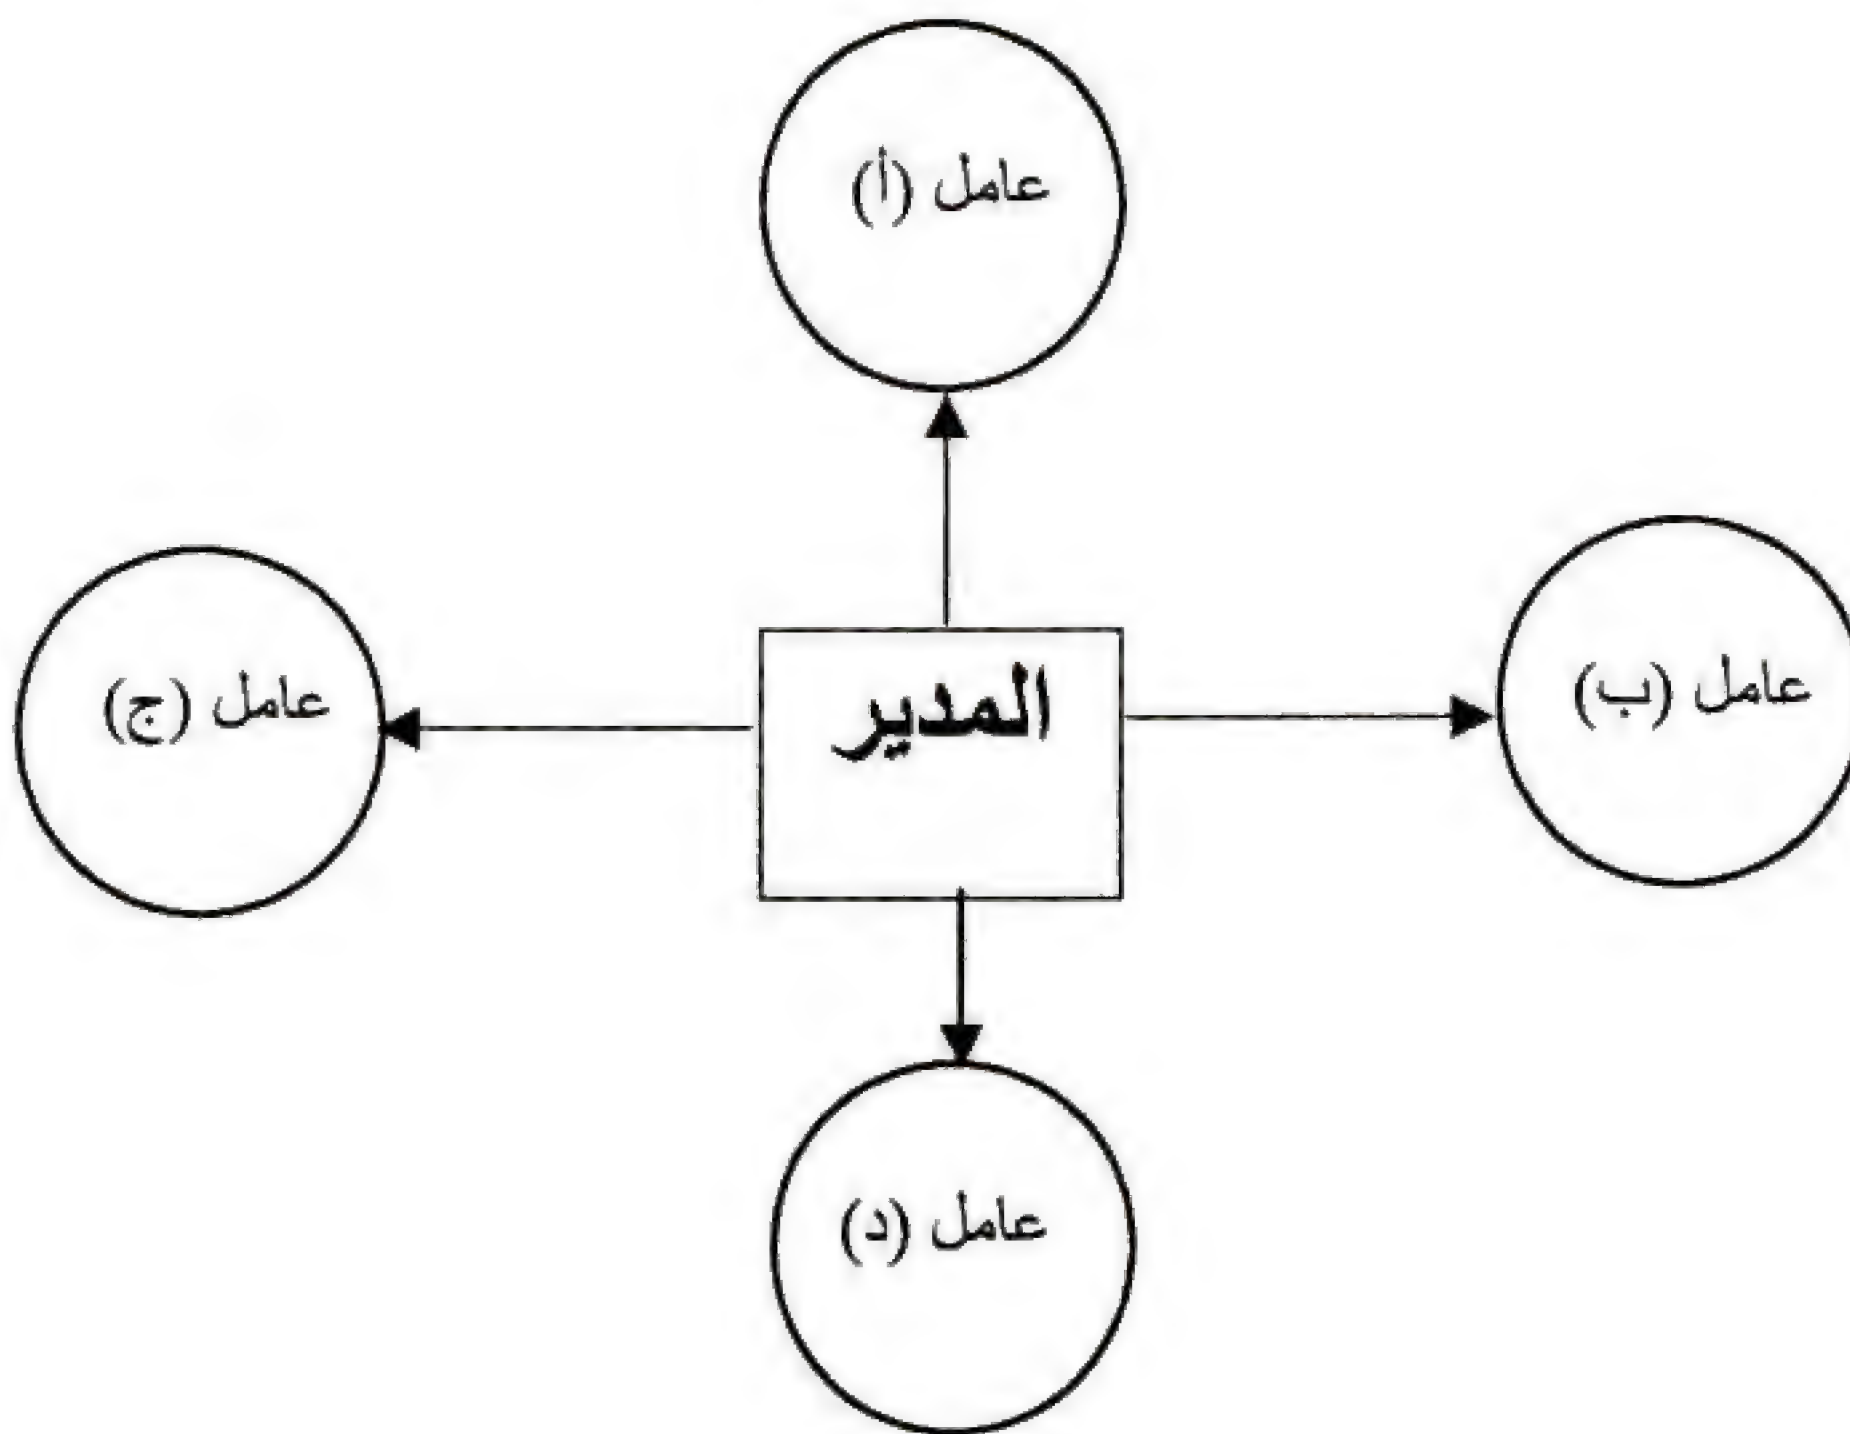 عامل (أ)
عامل (ب)
المدير
عامل (ج)
عامل (د)